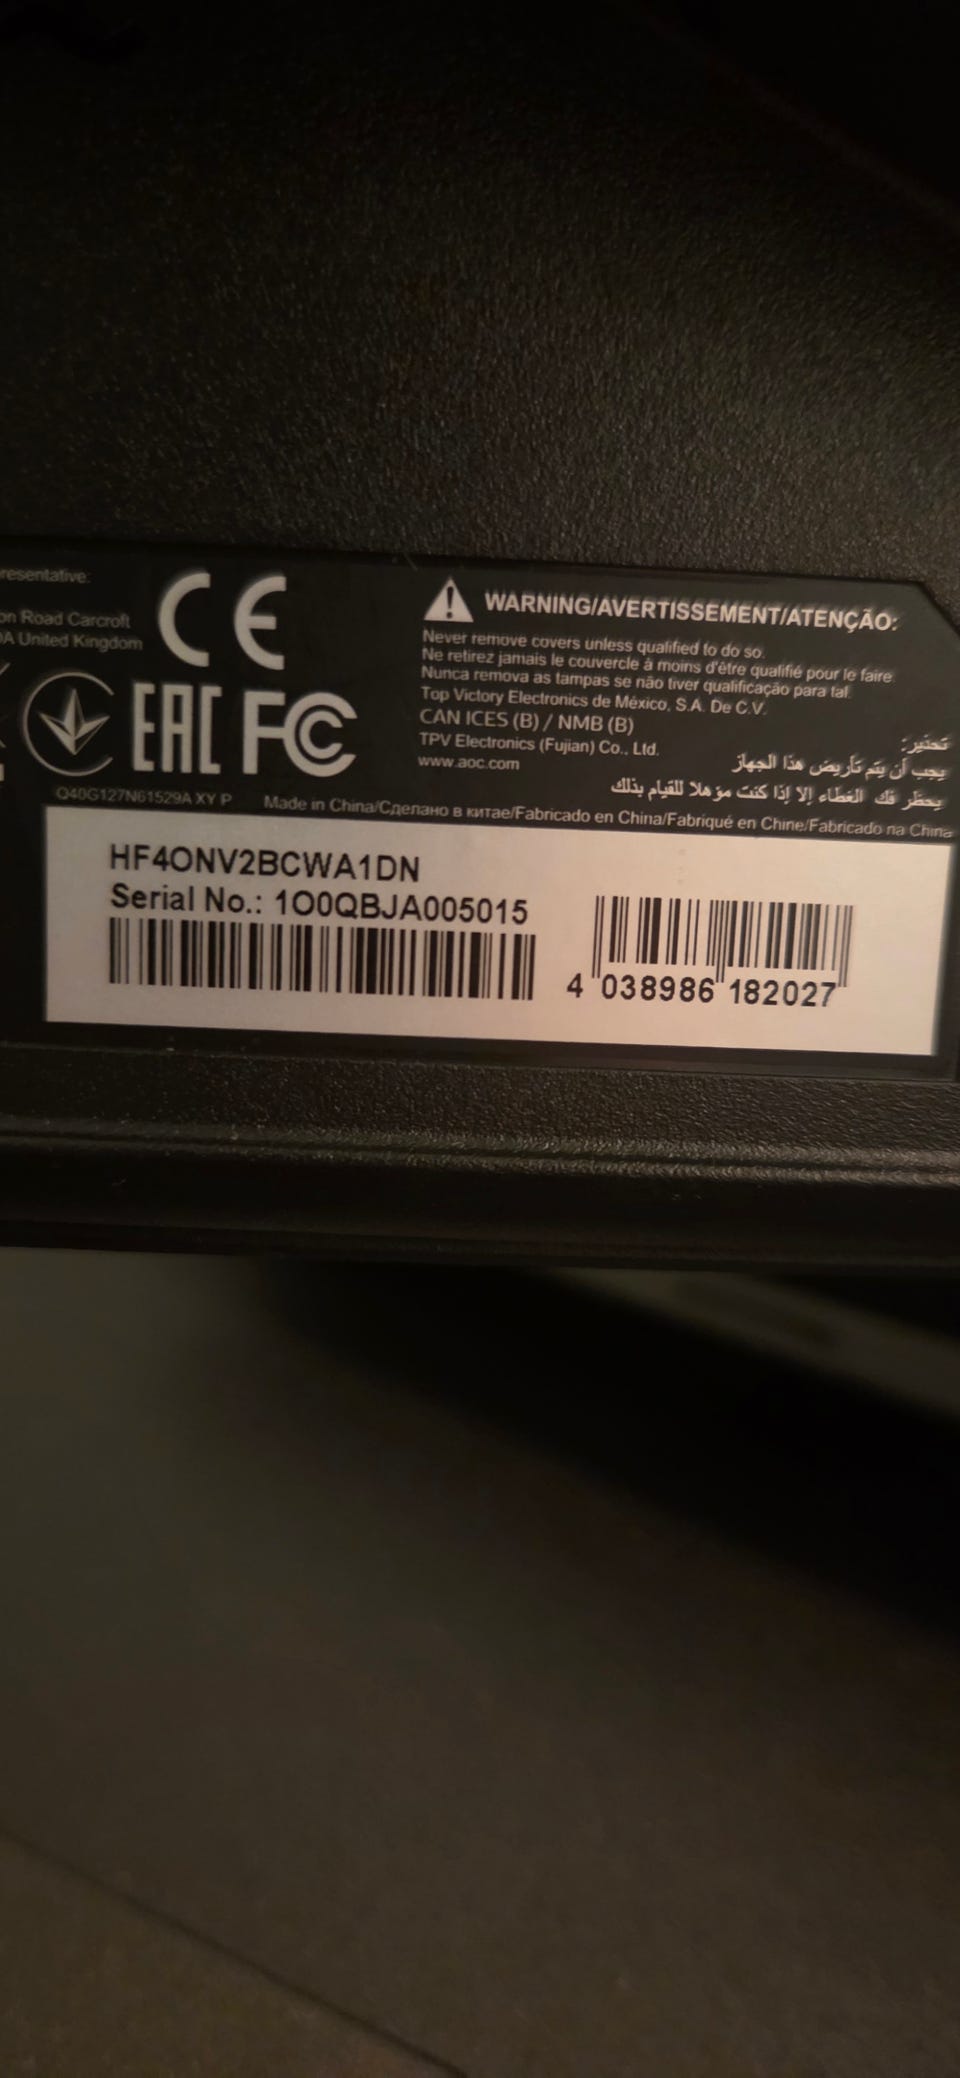 resentative:
on Road Carcroft
A United Kingdom
CE
EAC FC
WARNING/AVERTISSEMENT/ATENÇÃO:
Never remove covers unless qualified to do so.
Ne retirez jamais le couvercle à moins d'être qualifié pour le faire.
Nunca remova as tampas se não tiver qualificação para tal.
Top Victory Electronics de México, S.A. De C.V.
CAN ICES (B) / NMB (B)
TPV Electronics (Fujian) Co., Ltd.
www.aoc.com
تحذير:
يجب أن يتم تأريض هذا الجهاز
يحظر فك الغطاء إلا إذا كنت مؤهلا للقيام بذلك
Q40G127N61529A XY P
Made in China/Сделано в китае/Fabricado en China/Fabriqué en Chine/Fabricado na China
HF4ONV2BCWA1DN
Serial No.: 1O0QBJA005015
4 038986 182027